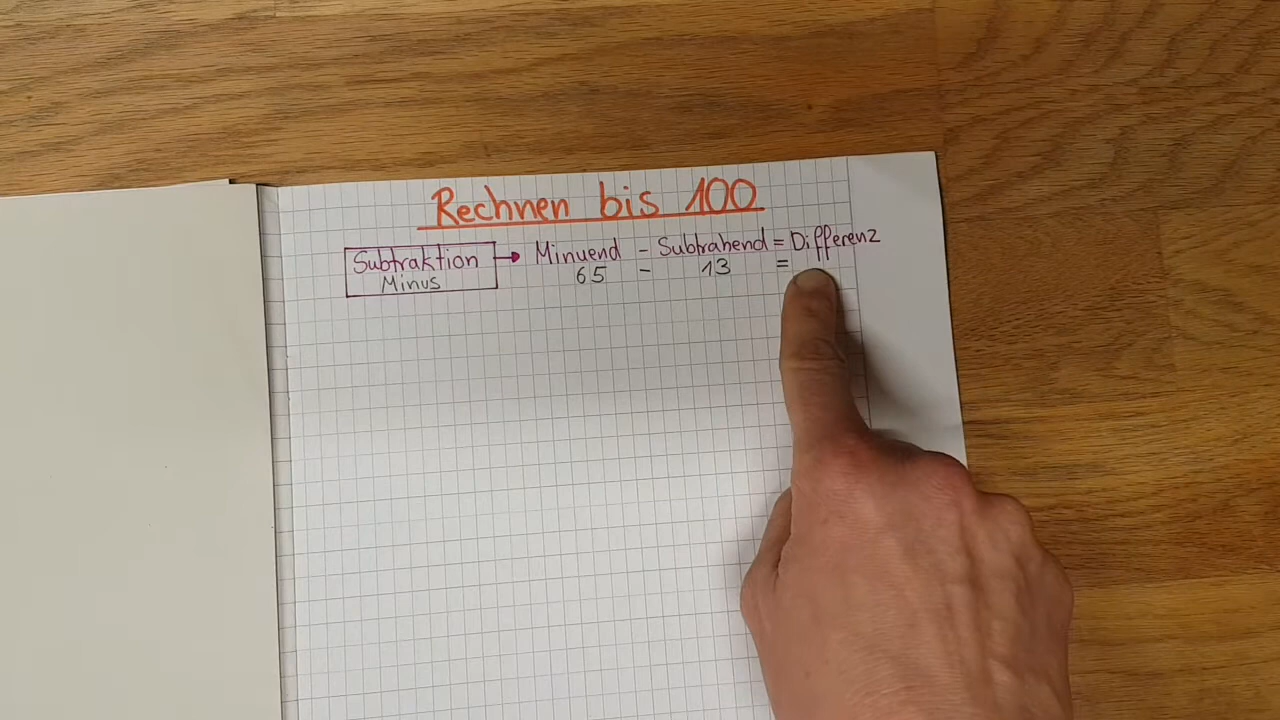 Rechnen bis 100
Subtraktion → Minuend - Subtrahend = Differenz
Minus 65 - 13 =